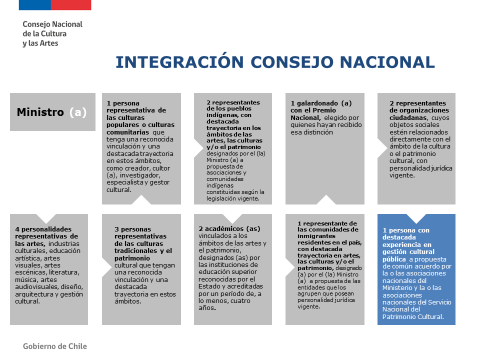 Consejo Nacional
de la Cultura
y las Artes
INTEGRACIÓN CONSEJO NACIONAL
Ministro (a)
1 persona
representativa de
las culturas
populares o culturas
comunitarias que
tenga una reconocida
vinculación y una
destacada trayectoria
en estos ámbitos,
como creador, cultor
(a), investigador,
especialista y gestor
cultural.
2 representantes
de los pueblos
indígenas, con
destacada
trayectoria en los
ámbitos de las
artes, las culturas
y/o el patrimonio
designados por el (la)
Ministro (a) a
propuesta de
asociaciones y
comunidades
indígenas
constituidas según la
legislación vigente.
1 galardonado (a)
con el Premio
Nacional, elegido por
quienes hayan recibido
esa distinción
2 representantes
de organizaciones
ciudadanas, cuyos
objetos sociales
estén relacionados
directamente con el
ámbito de la cultura
o el patrimonio
cultural, con
personalidad jurídica
vigente.
4 personalidades
representativas de
las artes, industrias
culturales, educación
artística, artes
visuales, artes
escénicas, literatura,
música, artes
audiovisuales, diseño,
arquitectura y gestión
cultural.
3 personas
representativas
de las culturas
tradicionales y el
patrimonio
cultural que tengan
una reconocida
vinculación y una
destacada
trayectoria en estos
ámbitos.
2 académicos (as)
vinculados a los
ámbitos de las artes y
el patrimonio,
designados (as) por
las instituciones de
educación superior
reconocidos por el
Estado y acreditadas
por un período de, a
lo menos, cuatro
años.
1 representante de
las comunidades de
inmigrantes
residentes en el país,
con destacada
trayectoria en artes,
las culturas y/o el
patrimonio, designado
(a) por el (la) Ministro
(a) a propuesta de las
entidades que los
agrupen que posean
personalidad jurídica
vigente.
1 persona con
destacada
experiencia en
gestión cultural
pública a propuesta
de común acuerdo por
la o las asociaciones
nacionales del
Ministerio y la o las
asociaciones
nacionales del Servicio
Nacional del
Patrimonio Cultural.
Gobierno de Chile